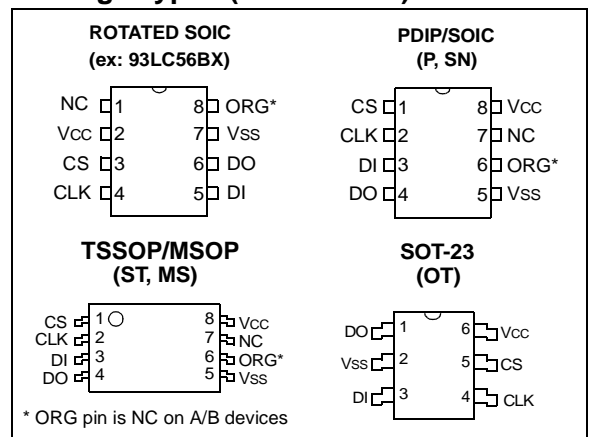 ROTATED SOIC
(ex: 93LC56BX)
NC 1 8 ORG*
Vcc 2 7 Vss
CS 3 6 DO
CLK 4 5 DI
PDIP/SOIC
(P, SN)
CS 1 8 Vcc
CLK 2 7 NC
DI 3 6 ORG*
DO 4 5 Vss
TSSOP/MSOP
(ST, MS)
CS 1 8 Vcc
CLK 2 7 NC
DI 3 6 ORG*
DO 4 5 Vss
SOT-23
(OT)
DO 1 6 Vcc
Vss 2 5 CS
DI 3 4 CLK
* ORG pin is NC on A/B devices